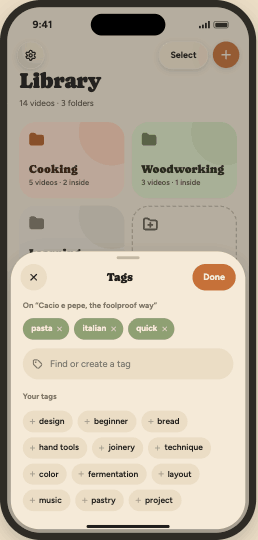 9:41
Select
Library
14 videos · 3 folders
Cooking
5 videos · 2 inside
Woodworking
3 videos · 1 inside
Tags
Done
On "Cacio e pepe, the foolproof way"
pasta ×
italian ×
quick ×
Find or create a tag
Your tags
+ design + beginner + bread
+ hand tools + joinery + technique
+ color + fermentation + layout
+ music + pastry + project